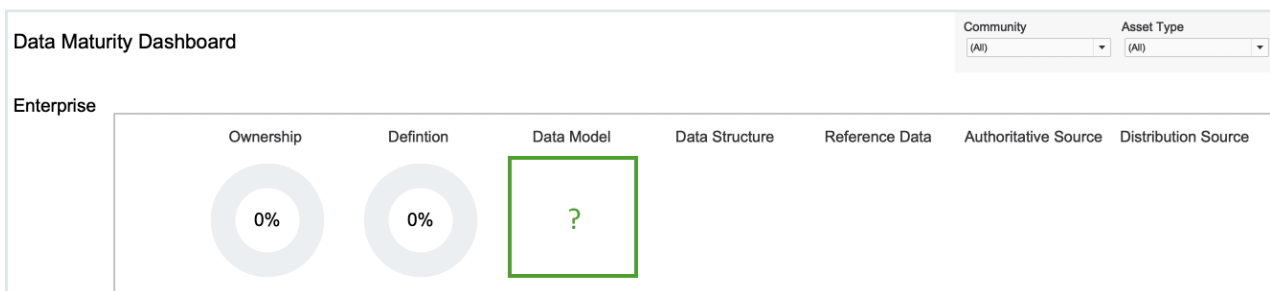 Data Maturity Dashboard
Community
Asset Type
(All)
(All)
Enterprise
Ownership
Defintion
Data Model
Data Structure
Reference Data
Authoritative Source
Distribution Source
0%
0%
?